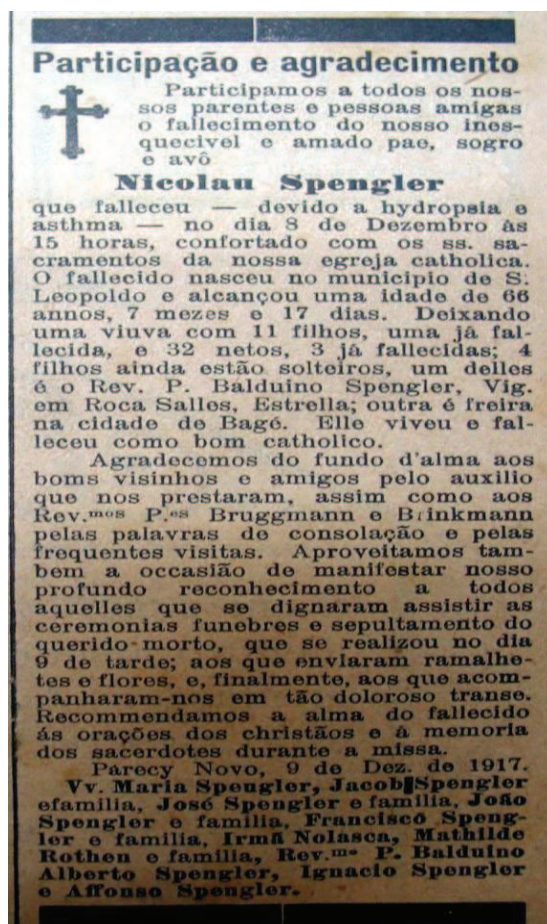 Participação e agradecimento
Participamos a todos os nos-
sos parentes e pessoas amigas
o fallecimento do nosso ines-
quecivel e amado pae, sogro
e avô
Nicolau Spengler
que falleceu — devido a hydropsia e
asthma — no dia 8 de Dezembro ás
15 horas, confortado com os ss. sa-
cramentos da nossa egreja catholica.
O fallecido nasceu no municipio de S.
Leopoldo e alcançou uma idade de 66
annos, 7 mezes e 17 dias. Deixando
uma viuva com 11 filhos, uma já fal-
lecida, e 32 netos, 3 já fallecidas; 4
filhos ainda estão solteiros, um delles
é o Rev. P. Balduino Spengler, Vig.
em Roca Salles, Estrella; outra é freira
na cidade de Bagé. Elle viveu e fal-
leceu como bom catholico.
Agradecemos do fundo d'alma aos
boms visinhos e amigos pelo auxilio
que nos prestaram, assim como aos
Rev.mos P.es Bruggmann e Brinkmann
pelas palavras de consolação e pelas
frequentes visitas. Aproveitamos tam-
bem a occasião de manifestar nosso
profundo reconhecimento a todos
aquelles que se dignaram assistir as
ceremonias funebres e sepultamento do
querido morto, que se realizou no dia
9 de tarde; aos que enviaram ramalhe-
tes e flores, e, finalmente, aos que acom-
panharam-nos em tão doloroso transe.
Recommendamos a alma do fallecido
ás orações dos christãos e á memoria
dos sacerdotes durante a missa.
Parecy Novo, 9 de Dez. de 1917.
Vv. Maria Spengler, Jacob Spengler
efamilia, José Spengler e familia, João
Spengler e familia, Francisco Speng-
ler e familia, Irmã Nolasca, Mathilde
Rothen e familia, Rev.mo P. Balduino
Alberto Spengler, Ignacio Spengler
e Affonso Spengler.